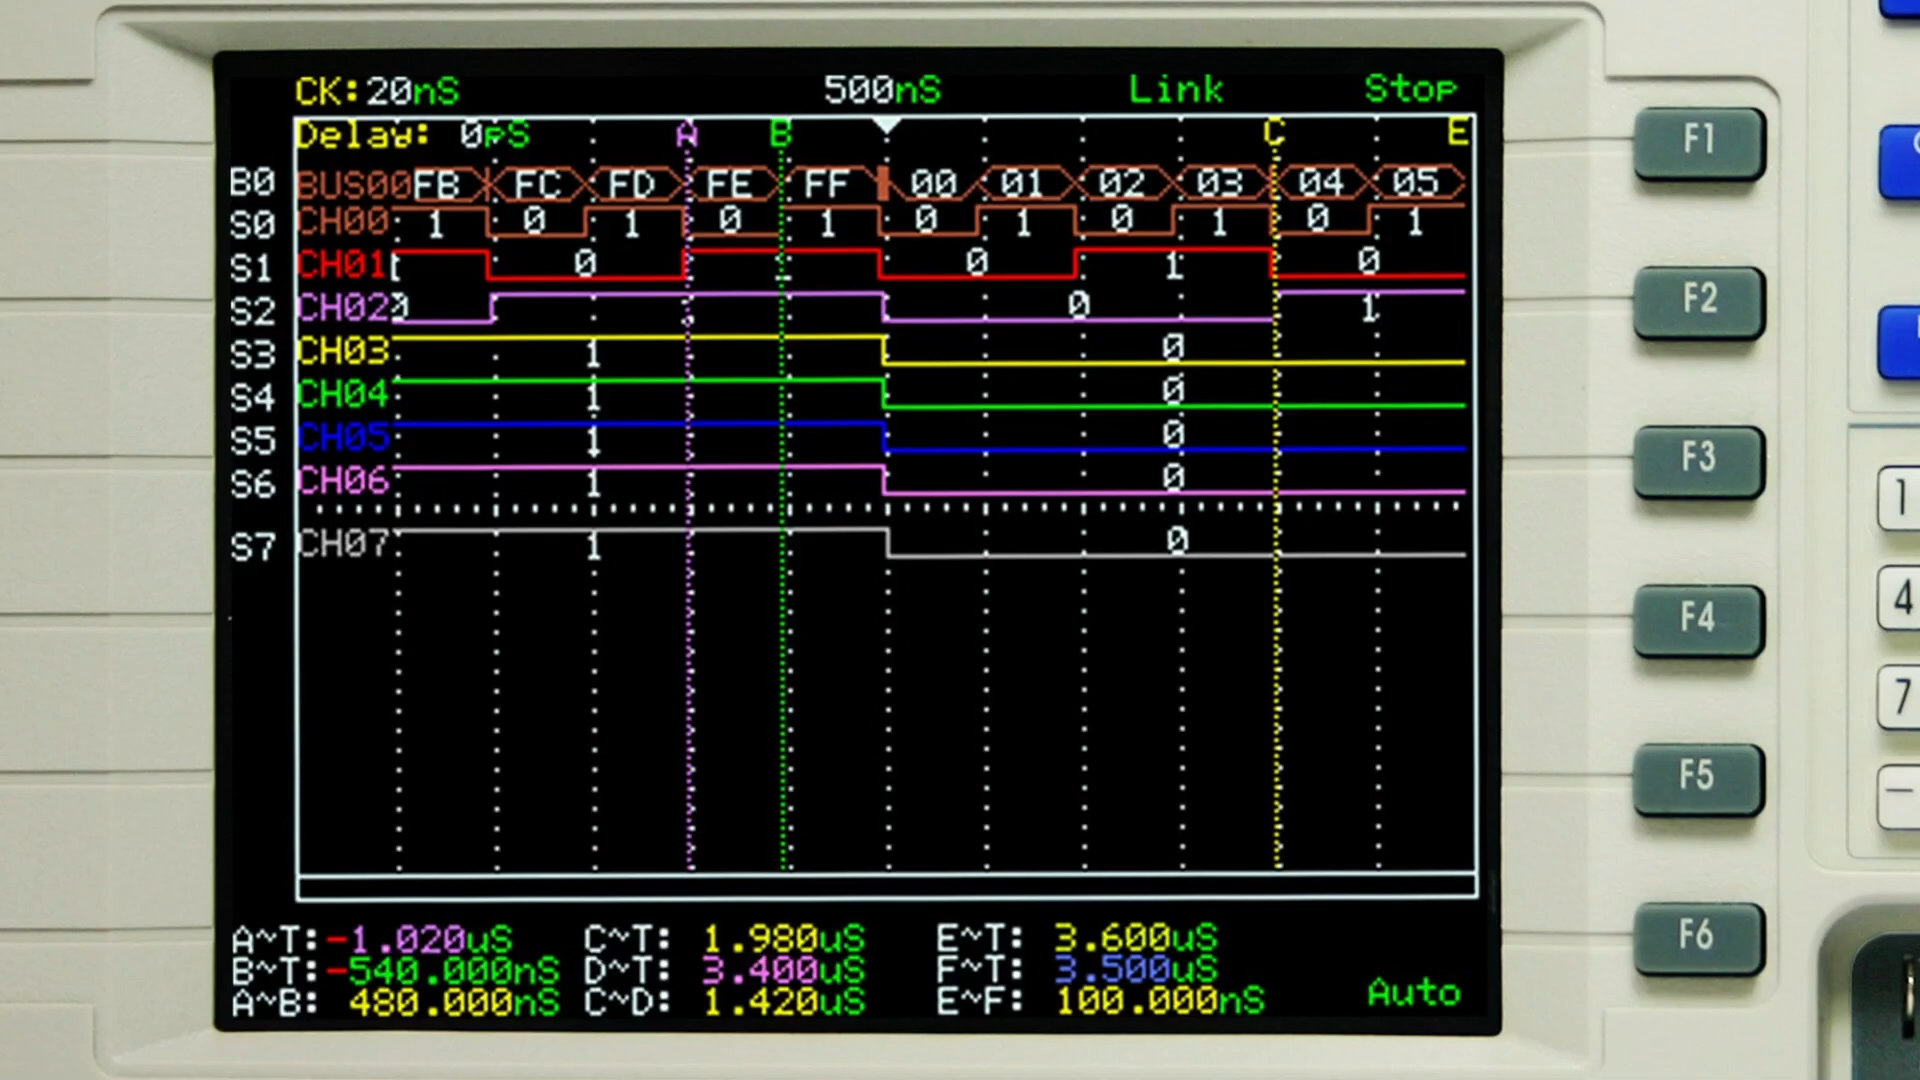 CK:20nS 500nS Link Stop
Delay: 0pS A B C E
B0 BUS00 FB FC FD FE FF 00 01 02 03 04 05
S0 CH00 1 0 1 0 1 0 1 0 1 0 1
S1 CH01 0 0 1 0
S2 CH02 0 0 1
S3 CH03 1 0
S4 CH04 1 0
S5 CH05 1 0
S6 CH06 1 0
S7 CH07 1 0
A~T:-1.020uS C~T: 1.980uS E~T: 3.600uS
B~T:-540.000nS D~T: 3.400uS F~T: 3.500uS
A~B: 480.000nS C~D: 1.420uS E~F: 100.000nS Auto
F1
F2
F3
F4
F5
F6
1
4
7
-